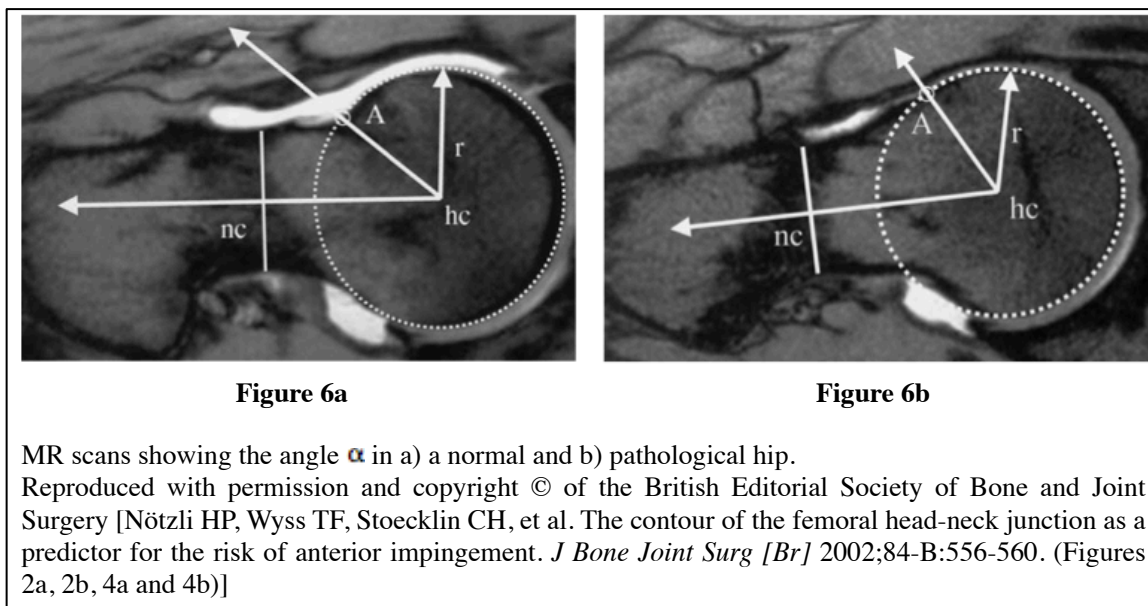 A
r
nc
hc
A
r
nc
hc
Figure 6a
Figure 6b
MR scans showing the angle α in a) a normal and b) pathological hip.
Reproduced with permission and copyright © of the British Editorial Society of Bone and Joint
Surgery [Nötzli HP, Wyss TF, Stoecklin CH, et al. The contour of the femoral head-neck junction as a
predictor for the risk of anterior impingement. J Bone Joint Surg [Br] 2002;84-B:556-560. (Figures
2a, 2b, 4a and 4b)]